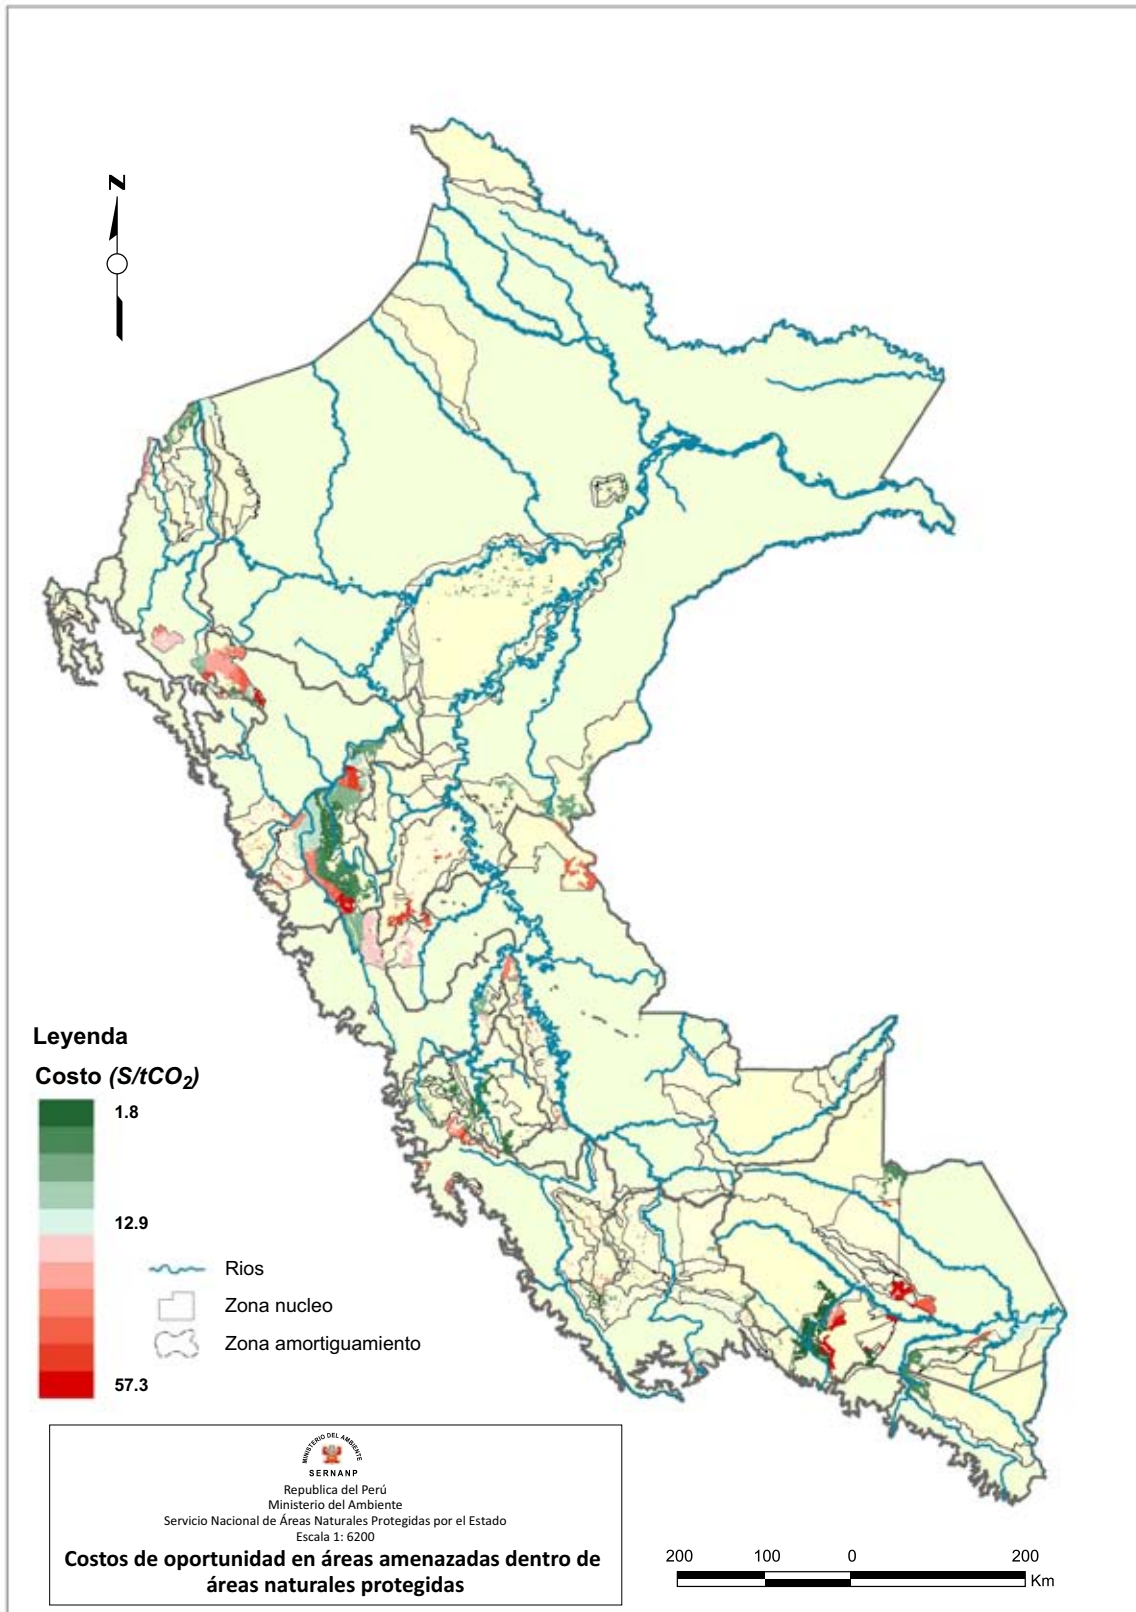 N
Leyenda
Costo (S/tCO₂)
1.8
12.9
57.3
Rios
Zona nucleo
Zona amortiguamiento
MINISTERIO DEL AMBIENTE
SERNANP
Republica del Perú
Ministerio del Ambiente
Servicio Nacional de Áreas Naturales Protegidas por el Estado
Escala 1: 6200
Costos de oportunidad en áreas amenazadas dentro de
áreas naturales protegidas
200 100 0 200
Km